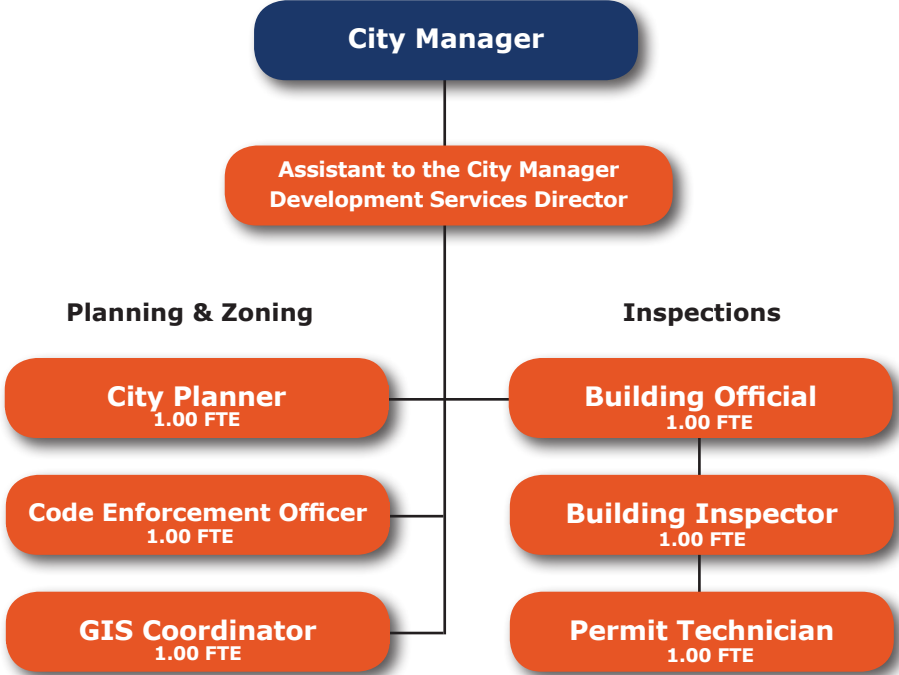 City Manager
Assistant to the City Manager
Development Services Director
Planning & Zoning
Inspections
City Planner
1.00 FTE
Building Official
1.00 FTE
Code Enforcement Officer
1.00 FTE
Building Inspector
1.00 FTE
GIS Coordinator
1.00 FTE
Permit Technician
1.00 FTE